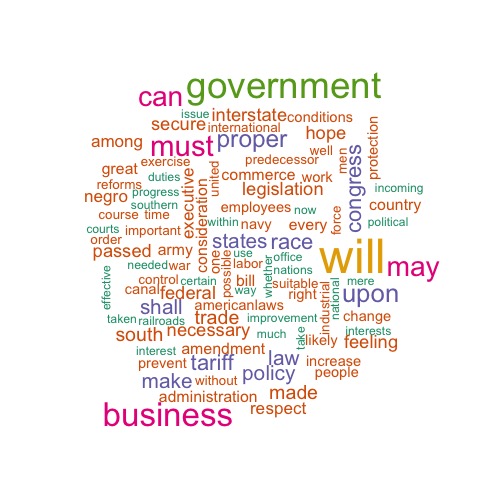 government
can
issue
interstate
conditions
secure
international
hope
protection
among
must
proper
well
men
congress
great
exercise
predecessor
reforms
duties
executive
consideration
united
commerce
work
incoming
negro
progress
legislation
southern
employees
now
country
course
time
within
navy
every
force
political
courts
important
order
states
race
passed
army
one
possible
use
office
will
may
needed
war
labor
whether
nations
effective
control
certain
way
bill
suitable
mere
canal
federal
right
industrial
national
upon
shall
american
laws
taken
railroads
trade
improvement
change
south
necessary
much
take
likely
interests
feeling
interest
amendment
law
prevent
tariff
increase
make
without
policy
people
administration
made
business
respect